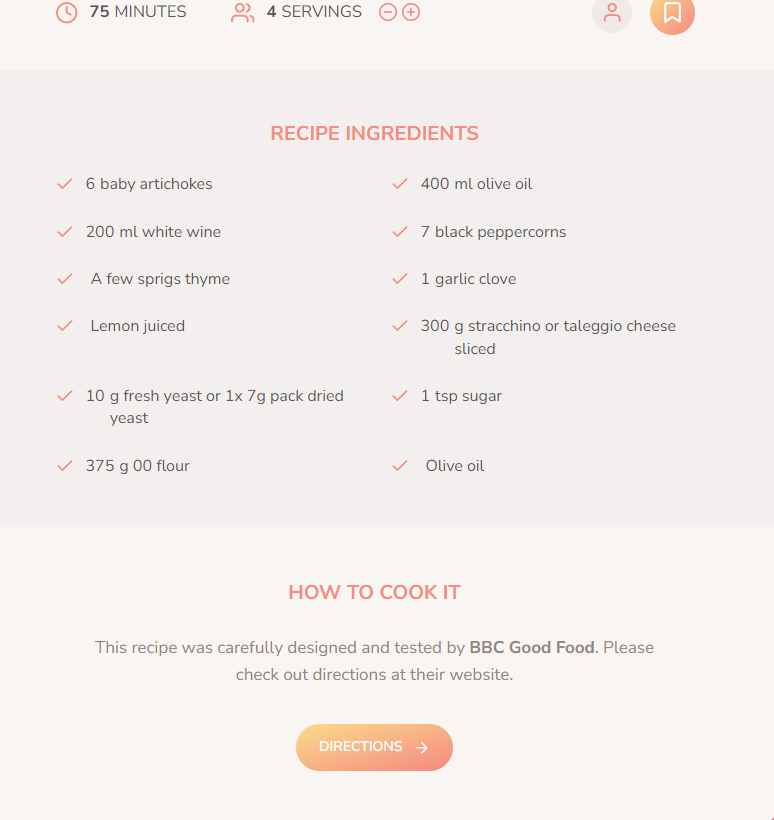 75 MINUTES 4 SERVINGS
RECIPE INGREDIENTS
6 baby artichokes
400 ml olive oil
200 ml white wine
7 black peppercorns
A few sprigs thyme
1 garlic clove
Lemon juiced
300 g stracchino or taleggio cheese
sliced
10 g fresh yeast or 1x 7g pack dried
yeast
1 tsp sugar
375 g 00 flour
Olive oil
HOW TO COOK IT
This recipe was carefully designed and tested by BBC Good Food. Please
check out directions at their website.
DIRECTIONS →